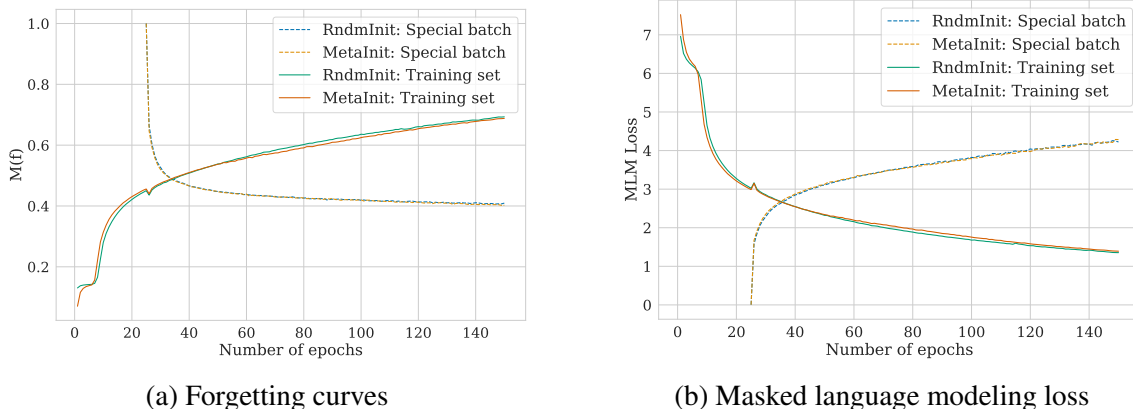 1.0
0.8
0.6
0.4
0.2
M(f)
RndmInit: Special batch
MetaInit: Special batch
RndmInit: Training set
MetaInit: Training set
0 20 40 60 80 100 120 140
Number of epochs
(a) Forgetting curves
7
6
5
4
3
2
1
0
MLM Loss
RndmInit: Special batch
MetaInit: Special batch
RndmInit: Training set
MetaInit: Training set
0 20 40 60 80 100 120 140
Number of epochs
(b) Masked language modeling loss